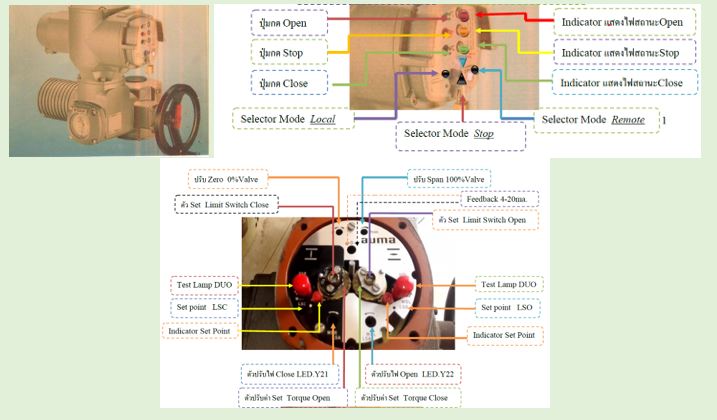 ปุ่มกด Open
Indicator แสดงไฟสถานะOpen
ปุ่มกด Stop
Indicator แสดงไฟสถานะStop
ปุ่มกด Close
Indicator แสดงไฟสถานะClose
Selector Mode Local
Selector Mode Remote
1
Selector Mode Stop
ปรับ Zero 0%Valve
ปรับ Span 100%Valve
Feedback 4-20ma.
ตัว Set Limit Switch Close
ตัว Set Limit Switch Open
auma
Test Lamp DUO
Test Lamp DUO
Set point LSC
Set point LSO
Indicator Set Point
Indicator Set Point
ตัวปรับไฟ Close LED.Y21
ตัวปรับไฟ Open LED.Y22
ตัวปรับค่า Set Torque Open
ตัวปรับค่า Set Torque Close